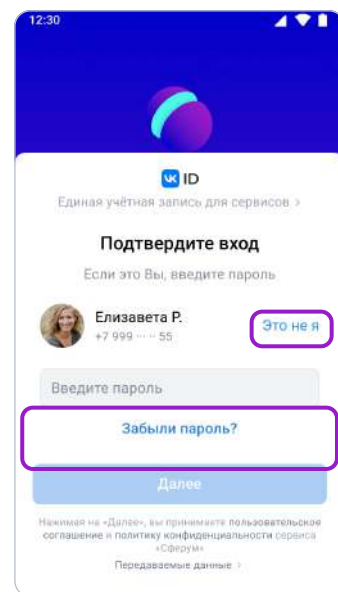 12:30
VK ID
Единая учётная запись для сервисов >
Подтвердите вход
Если это Вы, введите пароль
Елизавета Р.
Это не я
+7 999 ··· ·· 55
Введите пароль
Забыли пароль?
Далее
Нажимая на «Далее», вы принимаете пользовательское
соглашение и политику конфиденциальности сервиса
«Сферум»
Передаваемые данные >